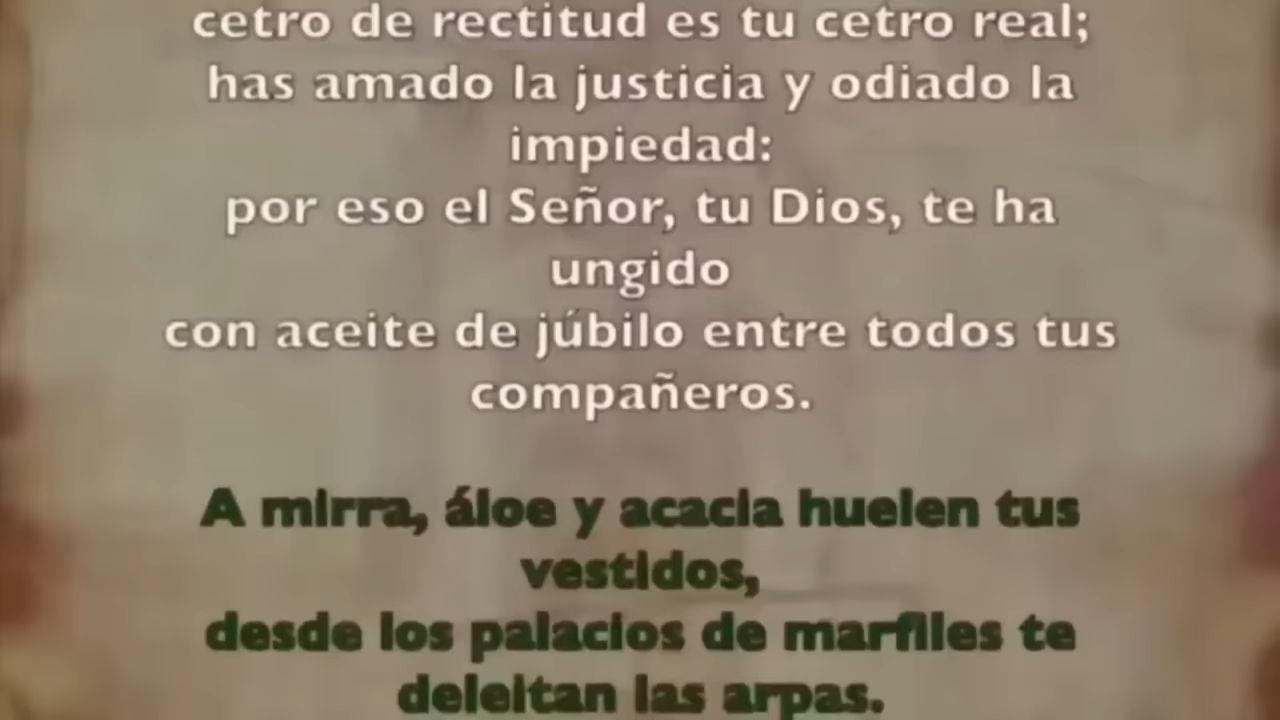 cetro de rectitud es tu cetro real;
has amado la justicia y odiado la
impiedad:
por eso el Señor, tu Dios, te ha
ungido
con aceite de júbilo entre todos tus
compañeros.
A mirra, áloe y acacia huelen tus
vestidos,
desde los palacios de marfiles te
deleitan las arpas.